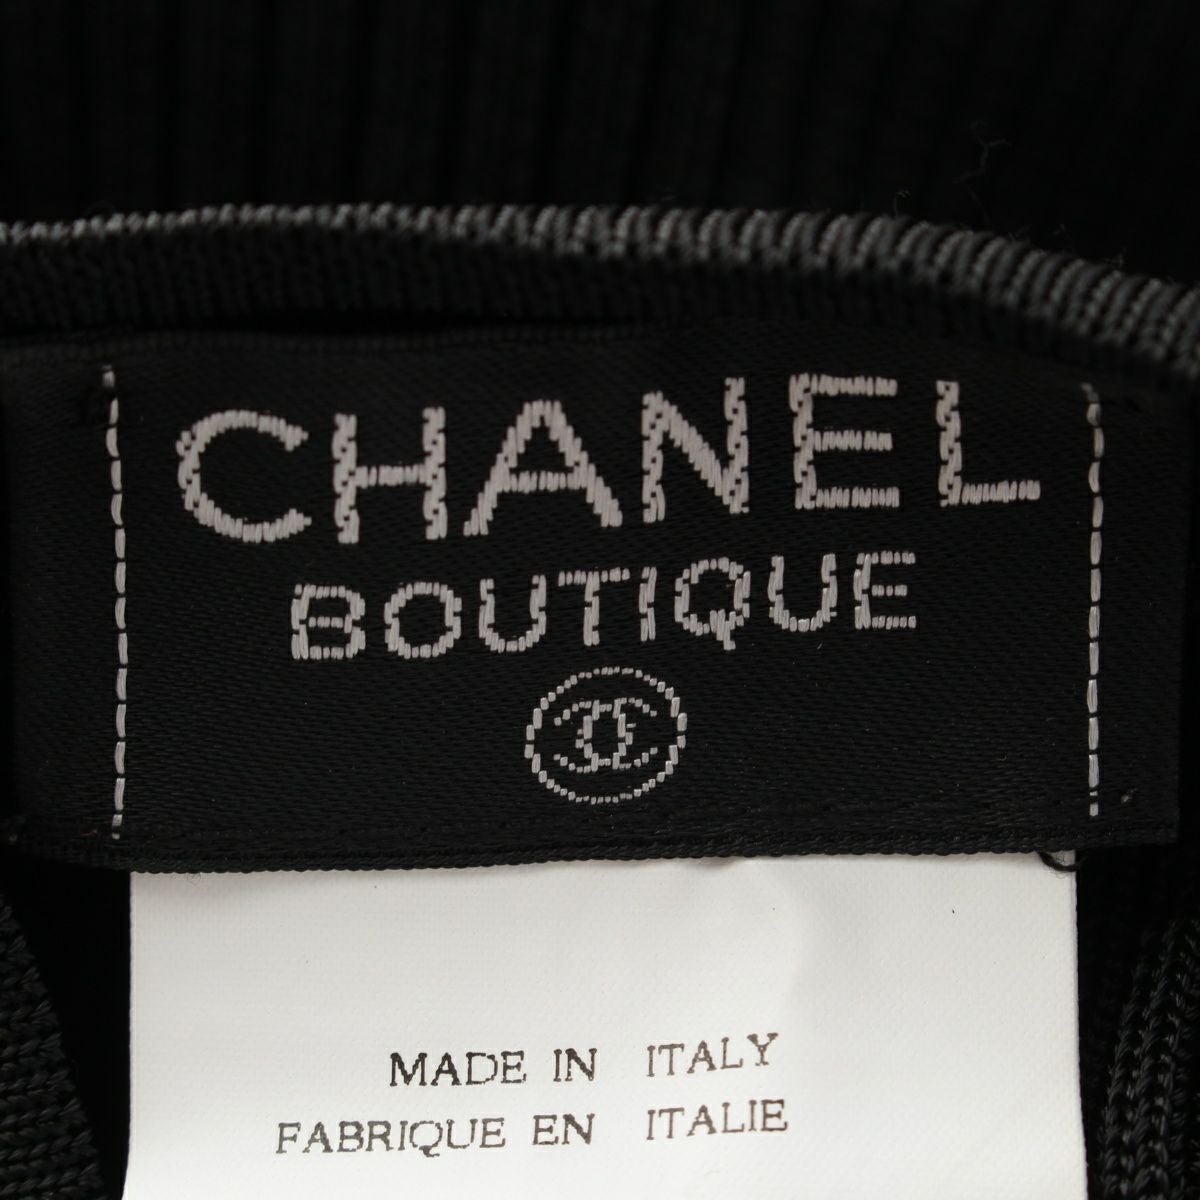 CHANEL
BOUTIQUE
MADE IN ITALY
FABRIQUE EN ITALIE